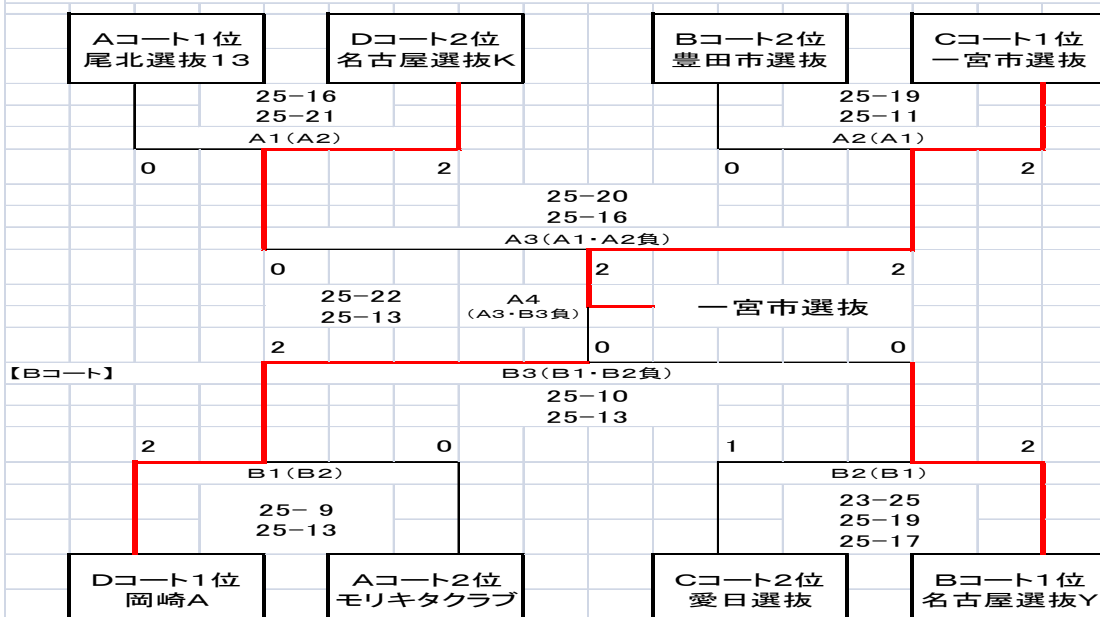 Aコート1位
尾北選抜13
Dコート2位
名古屋選抜K
Bコート2位
豊田市選抜
Cコート1位
一宮市選抜
25-16
25-21
A1(A2)
25-19
25-11
A2(A1)
0
2
0
2
25-20
25-16
A3(A1・A2負)
0
2
2
25-22
25-13
A4
(A3・B3負)
一宮市選抜
2
0
0
【Bコート】
B3(B1・B2負)
25-10
25-13
2
0
1
2
B1(B2)
B2(B1)
25- 9
25-13
23-25
25-19
25-17
Dコート1位
岡崎A
Aコート2位
モリキタクラブ
Cコート2位
愛日選抜
Bコート1位
名古屋選抜Y